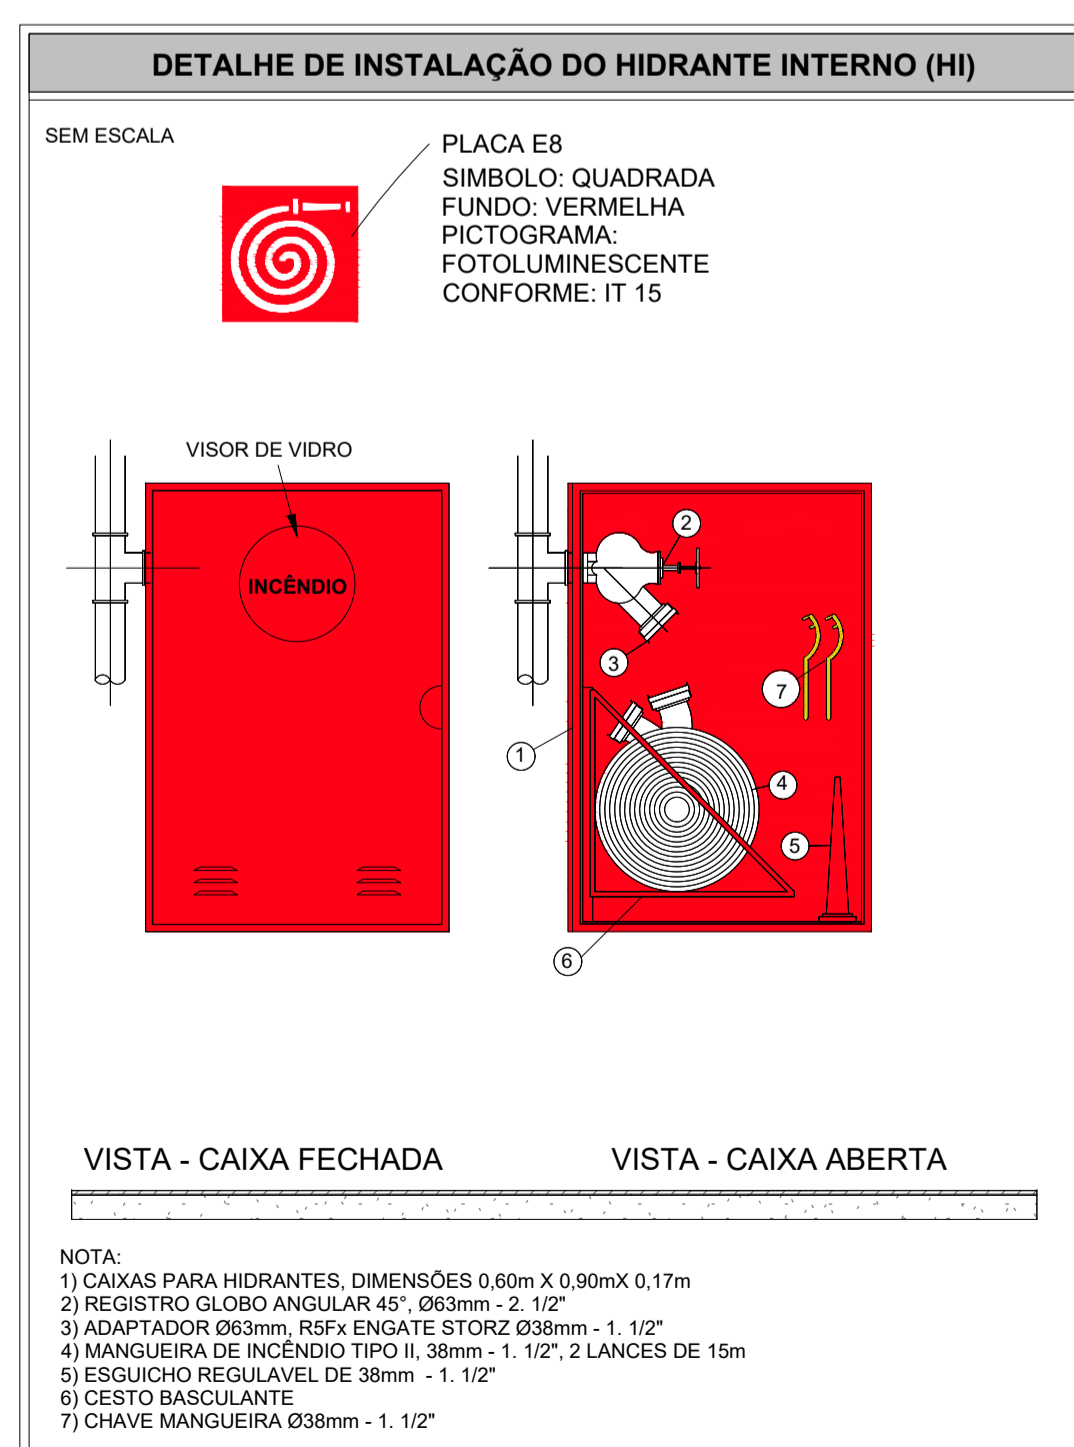 DETALHE DE INSTALAÇÃO DO HIDRANTE INTERNO (HI)
SEM ESCALA
PLACA E8
SIMBOLO: QUADRADA
FUNDO: VERMELHA
PICTOGRAMA:
FOTOLUMINESCENTE
CONFORME: IT 15
VISOR DE VIDRO
INCÊNDIO
2
3
7
1
4
5
6
VISTA - CAIXA FECHADA
VISTA - CAIXA ABERTA
NOTA:
1) CAIXAS PARA HIDRANTES, DIMENSÕES 0,60m X 0,90mX 0,17m
2) REGISTRO GLOBO ANGULAR 45°, Ø63mm - 2. 1/2"
3) ADAPTADOR Ø63mm, R5Fx ENGATE STORZ Ø38mm - 1. 1/2"
4) MANGUEIRA DE INCÊNDIO TIPO II, 38mm - 1. 1/2", 2 LANCES DE 15m
5) ESGUICHO REGULAVEL DE 38mm - 1. 1/2"
6) CESTO BASCULANTE
7) CHAVE MANGUEIRA Ø38mm - 1. 1/2"